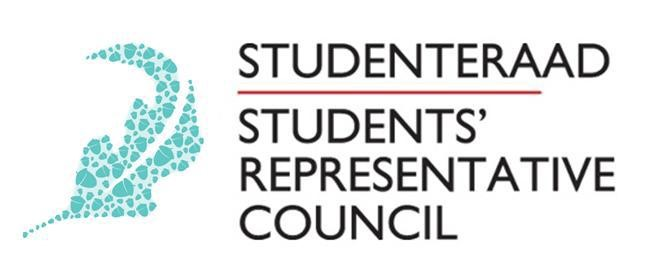 STUDENTERAAD
STUDENTS'
REPRESENTATIVE
COUNCIL